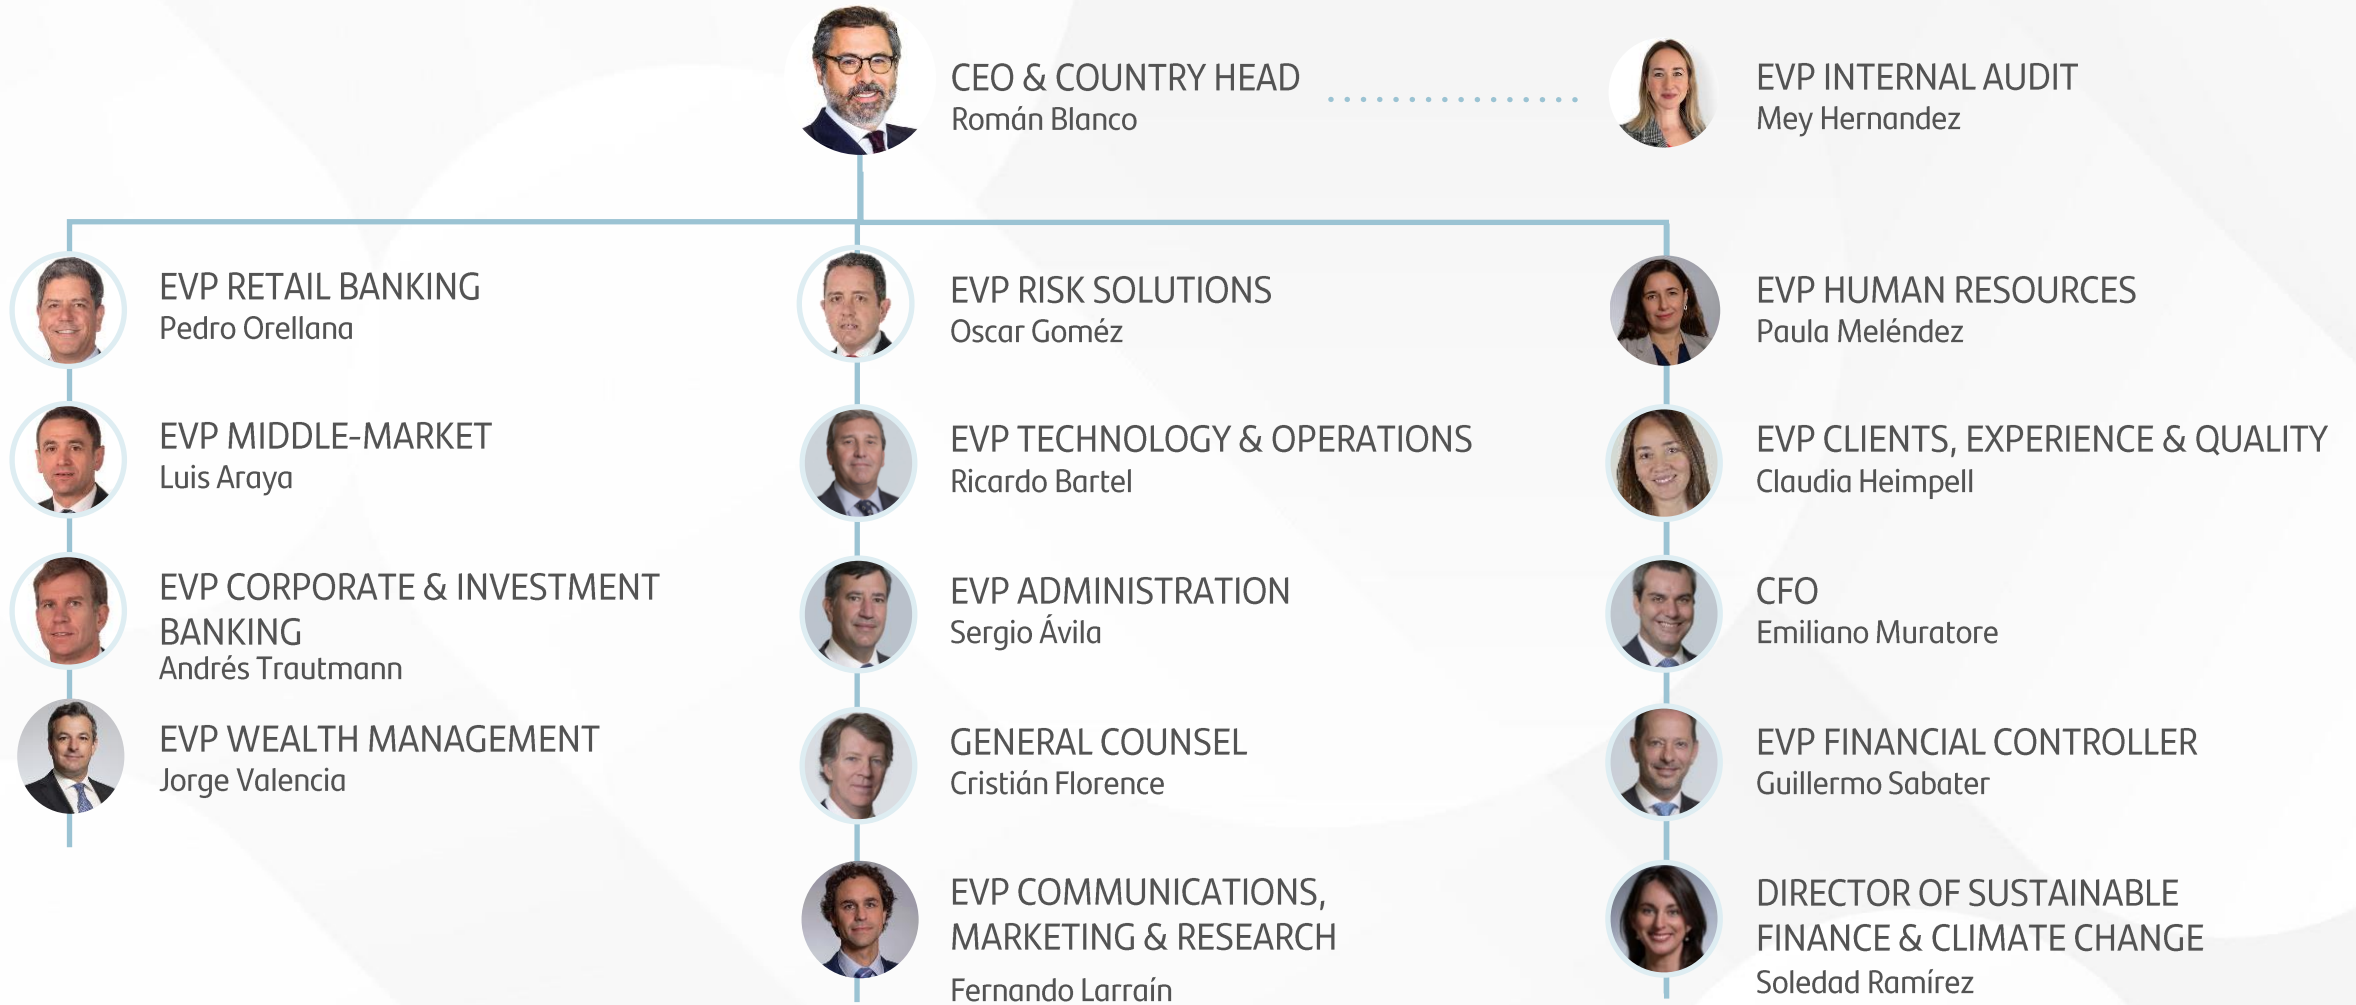 CEO & COUNTRY HEAD
Román Blanco
EVP INTERNAL AUDIT
Mey Hernandez
EVP RETAIL BANKING
Pedro Orellana
EVP MIDDLE-MARKET
Luis Araya
EVP CORPORATE & INVESTMENT
BANKING
Andrés Trautmann
EVP WEALTH MANAGEMENT
Jorge Valencia
EVP RISK SOLUTIONS
Oscar Goméz
EVP TECHNOLOGY & OPERATIONS
Ricardo Bartel
EVP ADMINISTRATION
Sergio Ávila
GENERAL COUNSEL
Cristián Florence
EVP COMMUNICATIONS,
MARKETING & RESEARCH
Fernando Larraín
EVP HUMAN RESOURCES
Paula Meléndez
EVP CLIENTS, EXPERIENCE & QUALITY
Claudia Heimpell
CFO
Emiliano Muratore
EVP FINANCIAL CONTROLLER
Guillermo Sabater
DIRECTOR OF SUSTAINABLE
FINANCE & CLIMATE CHANGE
Soledad Ramírez